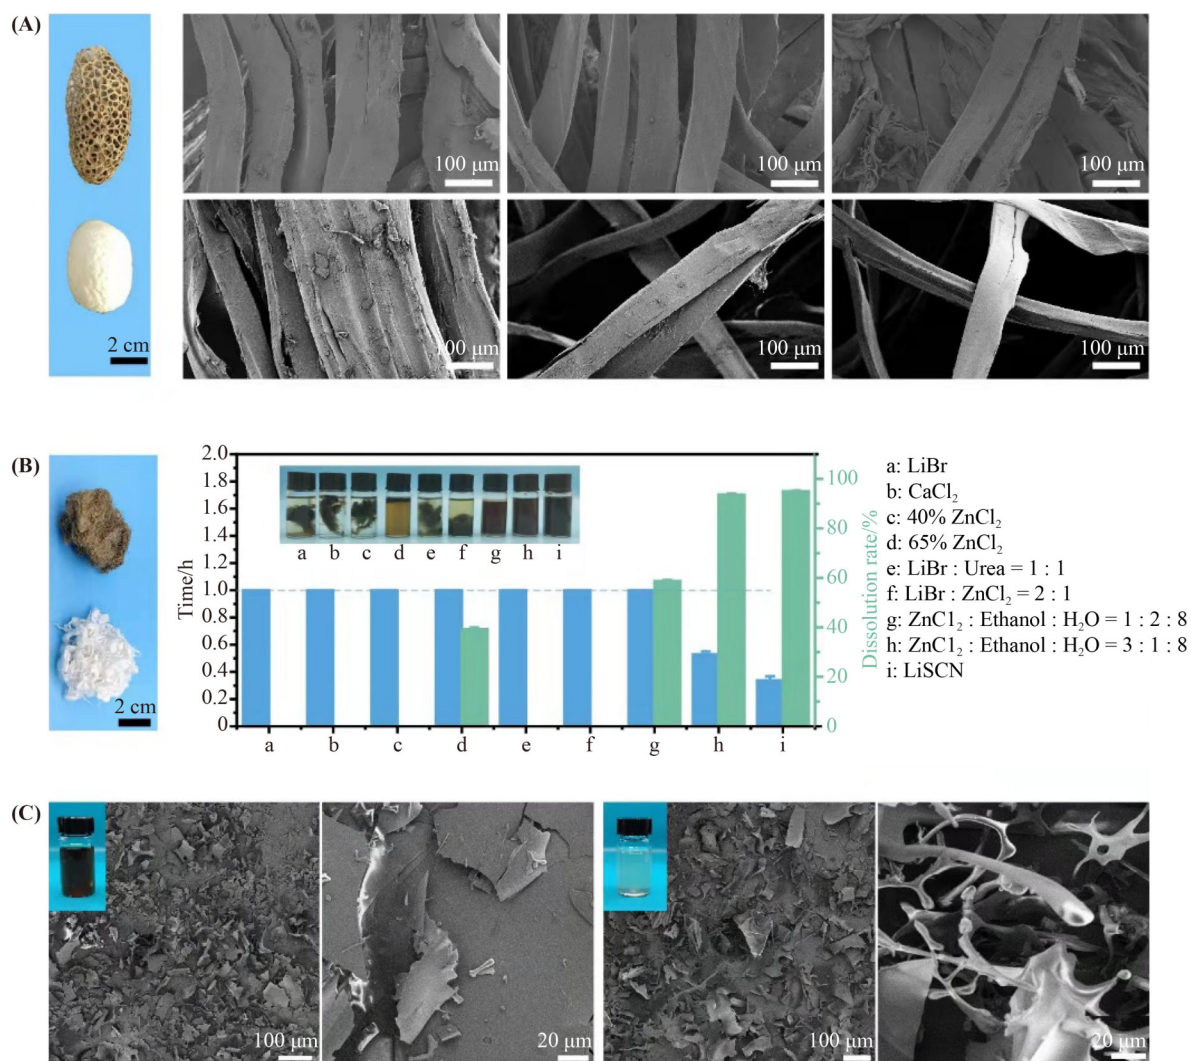 (A)
100 μm
100 μm
100 μm
2 cm
100 μm
100 μm
100 μm
(B)
2 cm
Time/h
2.0
1.8
1.6
1.4
1.2
1.0
0.8
0.6
0.4
0.2
0
a b c d e f g h i
a b c d e f g h i
100
80
60
40
20
0
Dissolution rate/%
a: LiBr
b: CaCl₂
c: 40% ZnCl₂
d: 65% ZnCl₂
e: LiBr : Urea = 1 : 1
f: LiBr : ZnCl₂ = 2 : 1
g: ZnCl₂ : Ethanol : H₂O = 1 : 2 : 8
h: ZnCl₂ : Ethanol : H₂O = 3 : 1 : 8
i: LiSCN
(C)
100 μm
20 μm
100 μm
20 μm